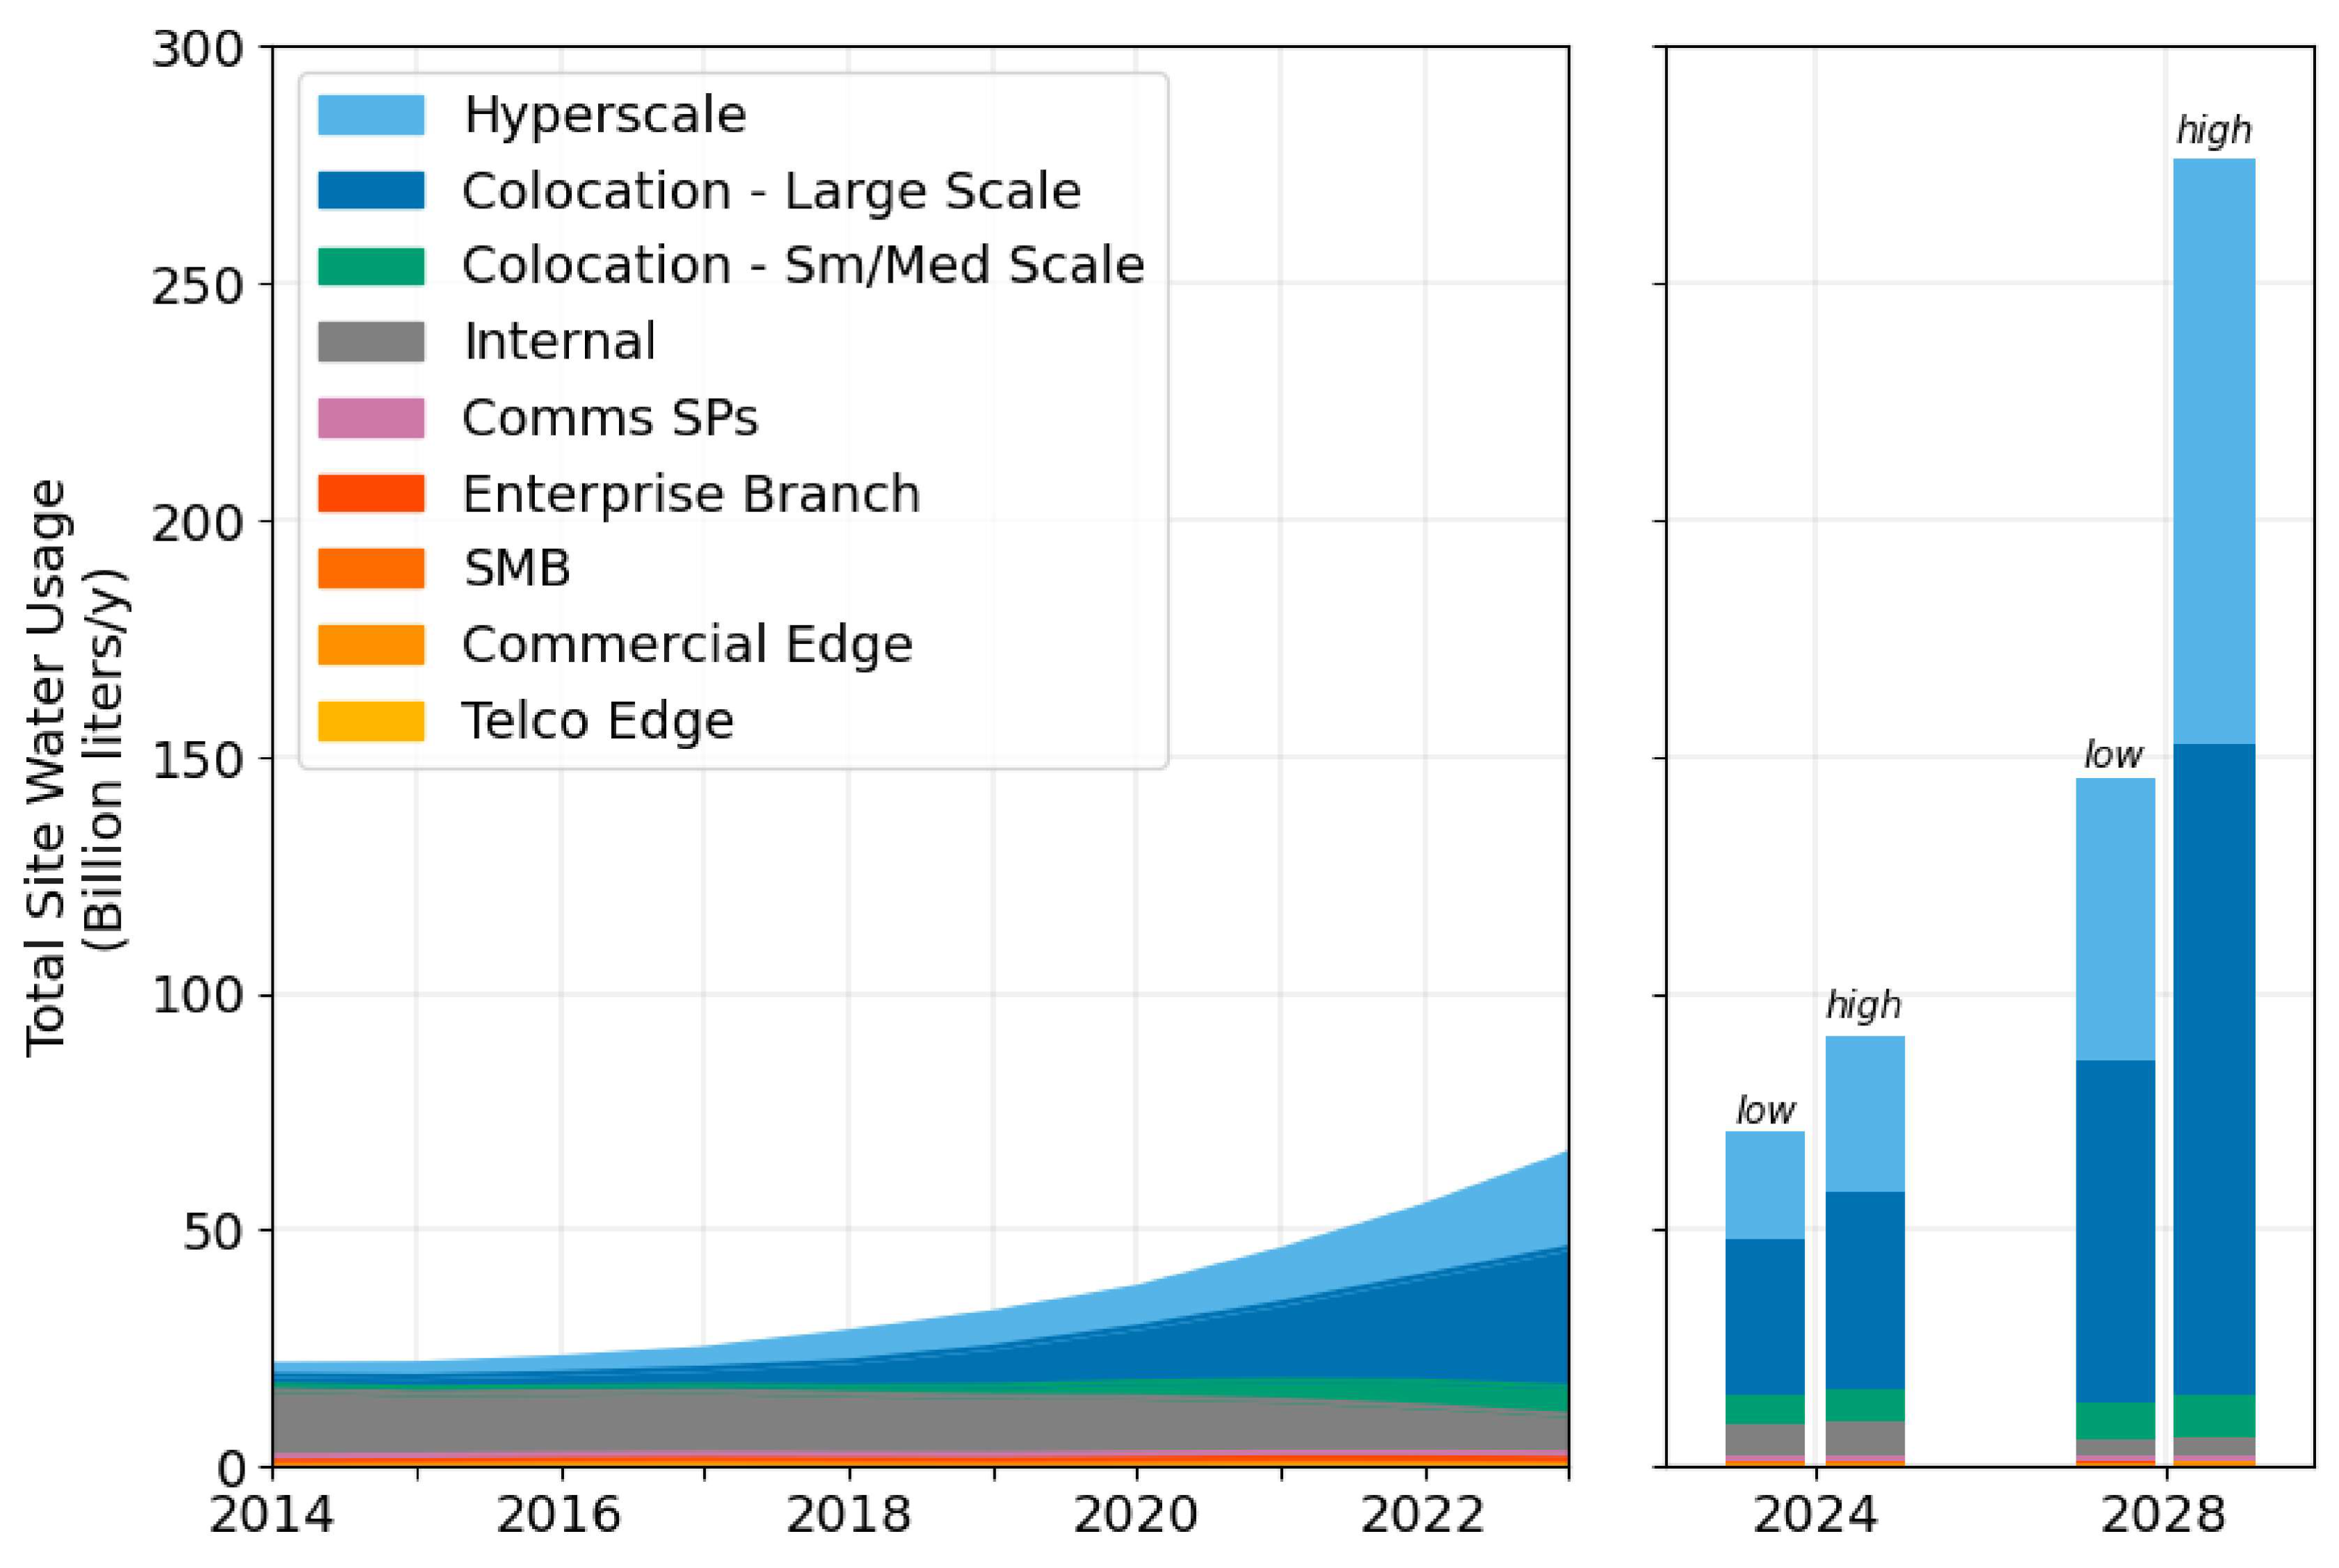 300
250
200
150
100
50
0
Total Site Water Usage
(Billion liters/y)
Hyperscale
Colocation - Large Scale
Colocation - Sm/Med Scale
Internal
Comms SPs
Enterprise Branch
SMB
Commercial Edge
Telco Edge
2014 2016 2018 2020 2022
low
high
low
high
2024 2028